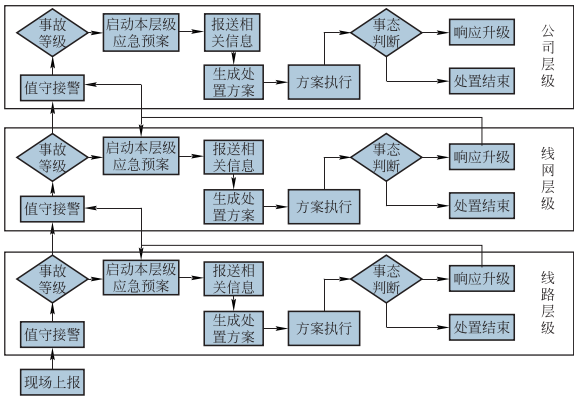 事故
等级
启动本层级
应急预案
报送相
关信息
事态
判断
响应升级
公司层级
值守接警
生成处
置方案
方案执行
处置结束
事故
等级
启动本层级
应急预案
报送相
关信息
事态
判断
响应升级
线网层级
值守接警
生成处
置方案
方案执行
处置结束
事故
等级
启动本层级
应急预案
报送相
关信息
事态
判断
响应升级
线路层级
值守接警
生成处
置方案
方案执行
处置结束
现场上报